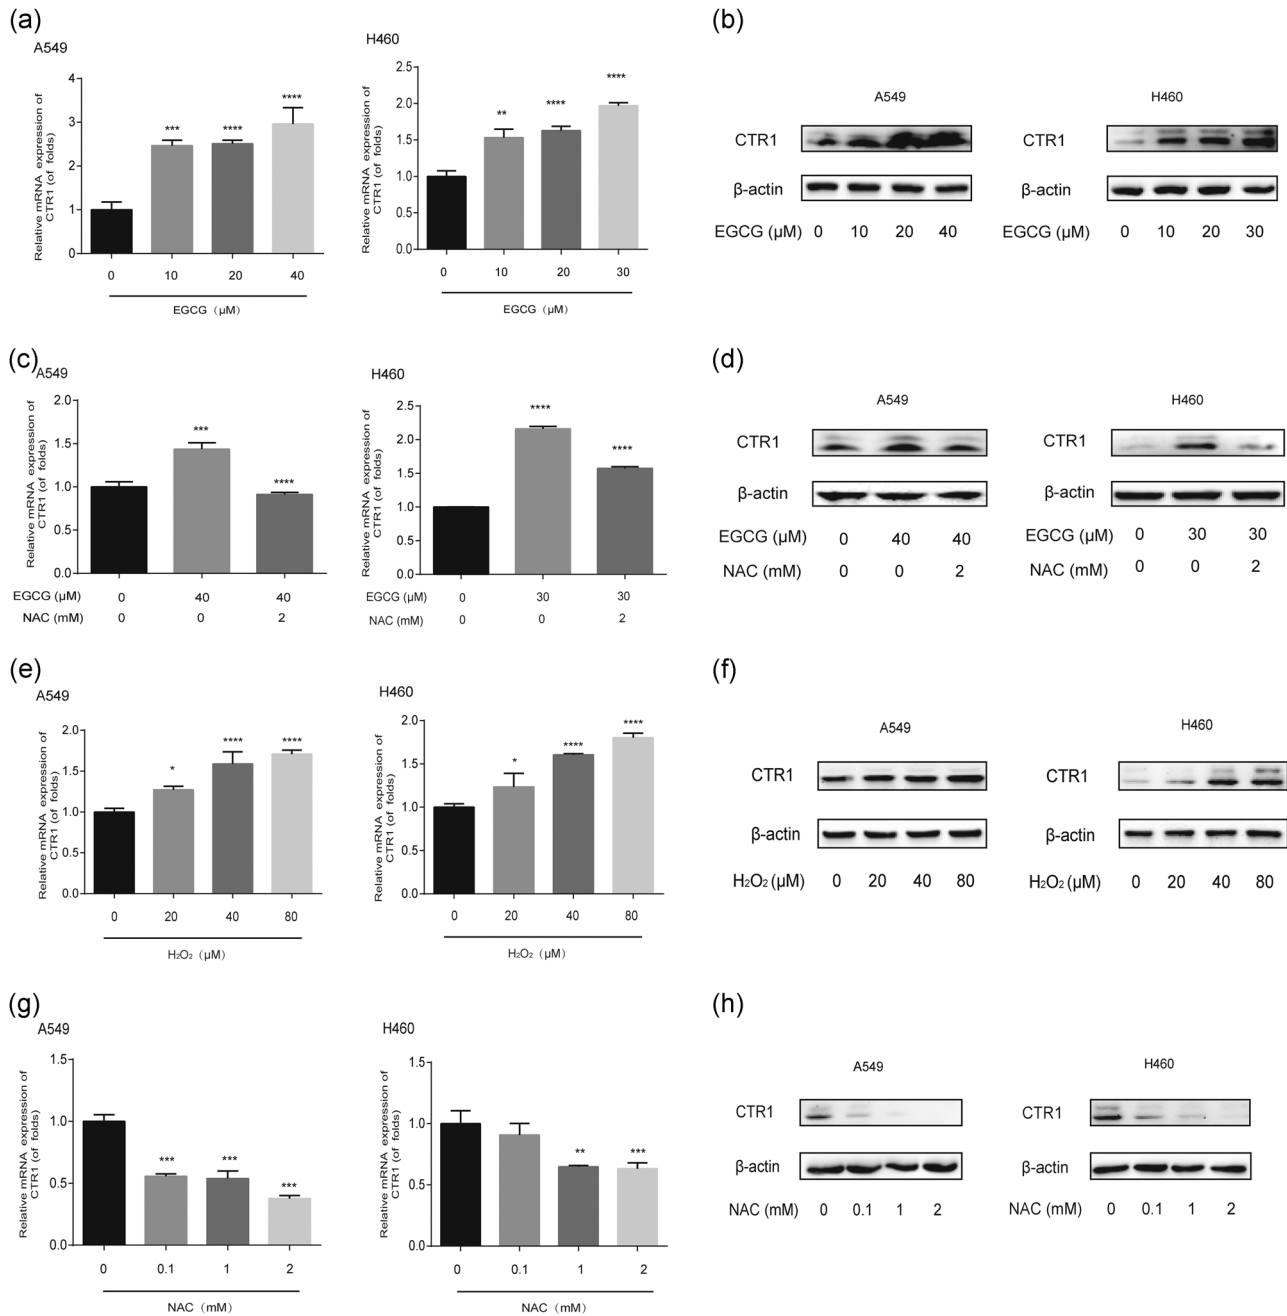 (a)
A549
Relative mRNA expression of
CTR1 (of folds)
4
3
2
1
0
***
****
****
0 10 20 40
EGCG (μM)
H460
Relative mRNA expression of
CTR1 (of folds)
2.5
2.0
1.5
1.0
0.5
0.0
**
****
****
0 10 20 30
EGCG (μM)
(b)
A549
CTR1
β-actin
EGCG (μM) 0 10 20 40
H460
CTR1
β-actin
EGCG (μM) 0 10 20 30
(c)
A549
Relative mRNA expression of
CTR1 (of folds)
2.0
1.5
1.0
0.5
0.0
***
****
EGCG (μM) 0 40 40
NAC (mM) 0 0 2
H460
Relative mRNA expression of
CTR1 (of folds)
2.5
2.0
1.5
1.0
0.5
0.0
****
****
EGCG (μM) 0 30 30
NAC (mM) 0 0 2
(d)
A549
CTR1
β-actin
EGCG (μM) 0 40 40
NAC (mM) 0 0 2
H460
CTR1
β-actin
EGCG (μM) 0 30 30
NAC (mM) 0 0 2
(e)
A549
Relative mRNA expression of
CTR1 (of folds)
2.0
1.5
1.0
0.5
0.0
*
****
****
0 20 40 80
H₂O₂ (μM)
H460
Relative mRNA expression of
CTR1 (of folds)
2.0
1.5
1.0
0.5
0.0
*
****
****
0 20 40 80
H₂O₂ (μM)
(f)
A549
CTR1
β-actin
H₂O₂ (μM) 0 20 40 80
H460
CTR1
β-actin
H₂O₂ (μM) 0 20 40 80
(g)
A549
Relative mRNA expression of
CTR1 (of folds)
1.5
1.0
0.5
0.0
***
***
***
0 0.1 1 2
NAC (mM)
H460
Relative mRNA expression of
CTR1 (of folds)
1.5
1.0
0.5
0.0
**
***
0 0.1 1 2
NAC (mM)
(h)
A549
CTR1
β-actin
NAC (mM) 0 0.1 1 2
H460
CTR1
β-actin
NAC (mM) 0 0.1 1 2